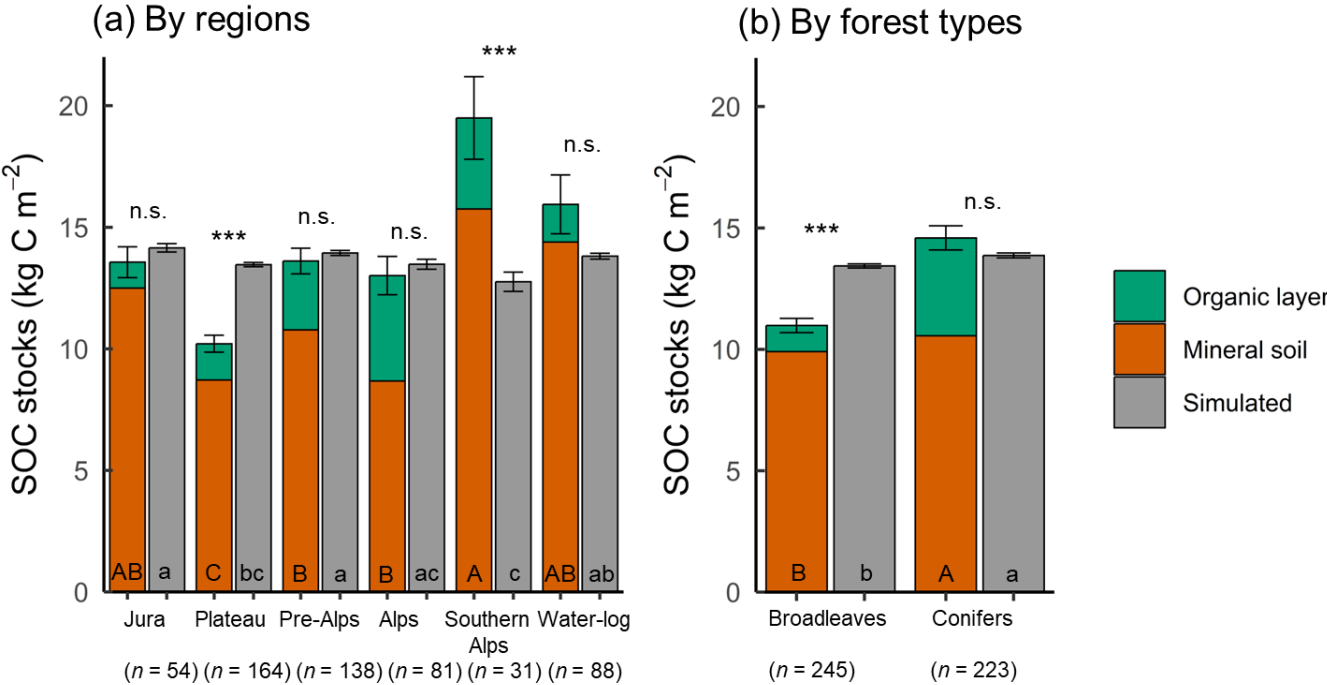 (a) By regions
SOC stocks (kg C m⁻²)
20
15
10
5
0
n.s.
***
n.s.
n.s.
***
n.s.
AB a C bc B a B ac A c AB ab
Jura Plateau Pre-Alps Alps Southern Alps Water-log
(n = 54) (n = 164) (n = 138) (n = 81) (n = 31) (n = 88)
(b) By forest types
SOC stocks (kg C m⁻²)
20
15
10
5
0
***
n.s.
B b A a
Broadleaves Conifers
(n = 245) (n = 223)
Organic layer
Mineral soil
Simulated